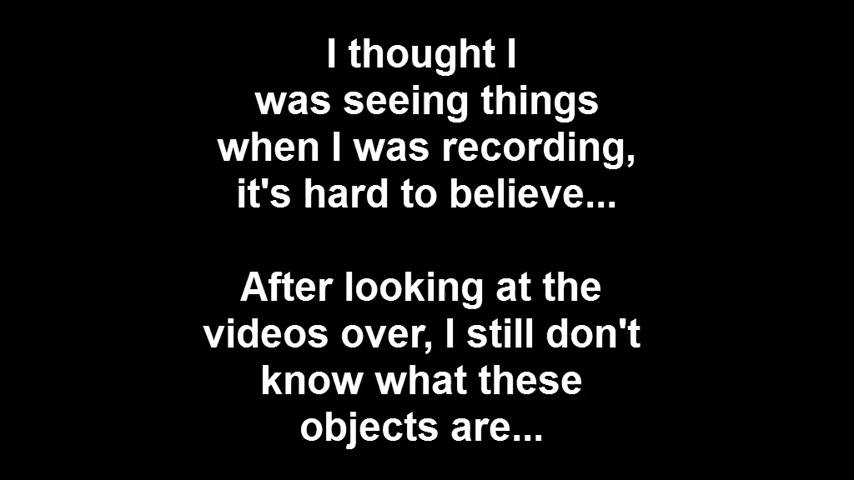 I thought I
was seeing things
when I was recording,
it's hard to believe...
After looking at the
videos over, I still don't
know what these
objects are...